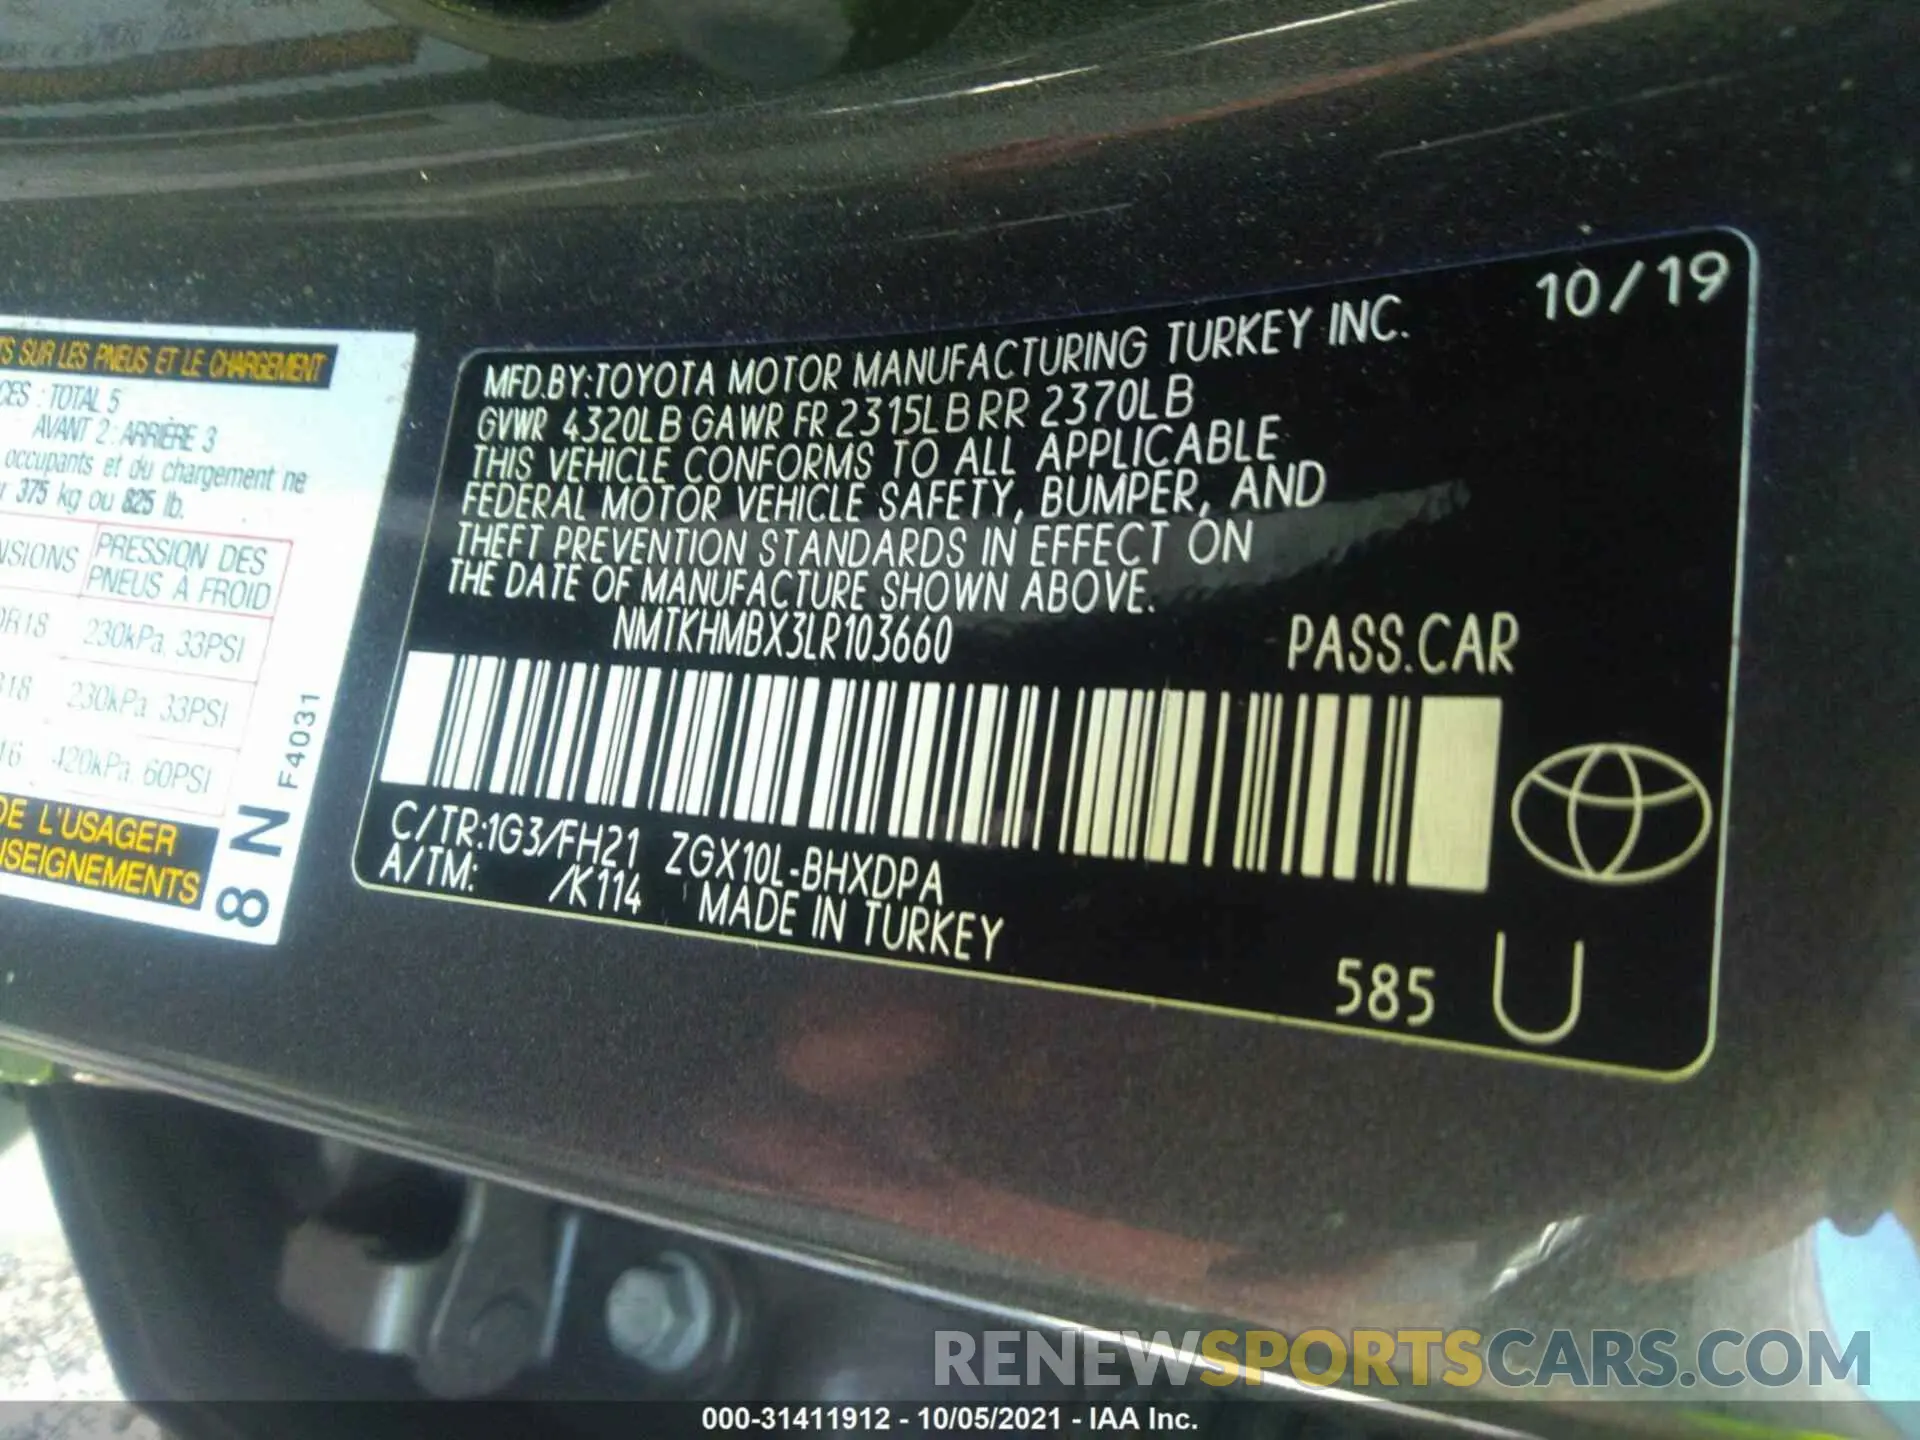 TS SUR LES PNEUS ET LE CHARGEMENT
CES : TOTAL 5
AVANT 2 : ARRIÈRE 3
occupants et du chargement ne
375 kg ou 825 lb.
NSIONS
PRESSION DES
PNEUS À FROID
0R18 230kPa, 33PSI
R18 230kPa, 33PSI
16 420kPa, 60PSI
DE L'USAGER
NSEIGNEMENTS
8N
F4031
10/19
MFD.BY:TOYOTA MOTOR MANUFACTURING TURKEY INC.
GVWR 4320LB GAWR FR 2315LB RR 2370LB
THIS VEHICLE CONFORMS TO ALL APPLICABLE
FEDERAL MOTOR VEHICLE SAFETY, BUMPER, AND
THEFT PREVENTION STANDARDS IN EFFECT ON
THE DATE OF MANUFACTURE SHOWN ABOVE.
NMTKHMBX3LR103660 PASS.CAR
C/TR:1G3/FH21 ZGX10L-BHXDPA
A/TM: /K114 MADE IN TURKEY
585 U
RENEWSPORTSCARS.COM
000-31411912 - 10/05/2021 - IAA Inc.